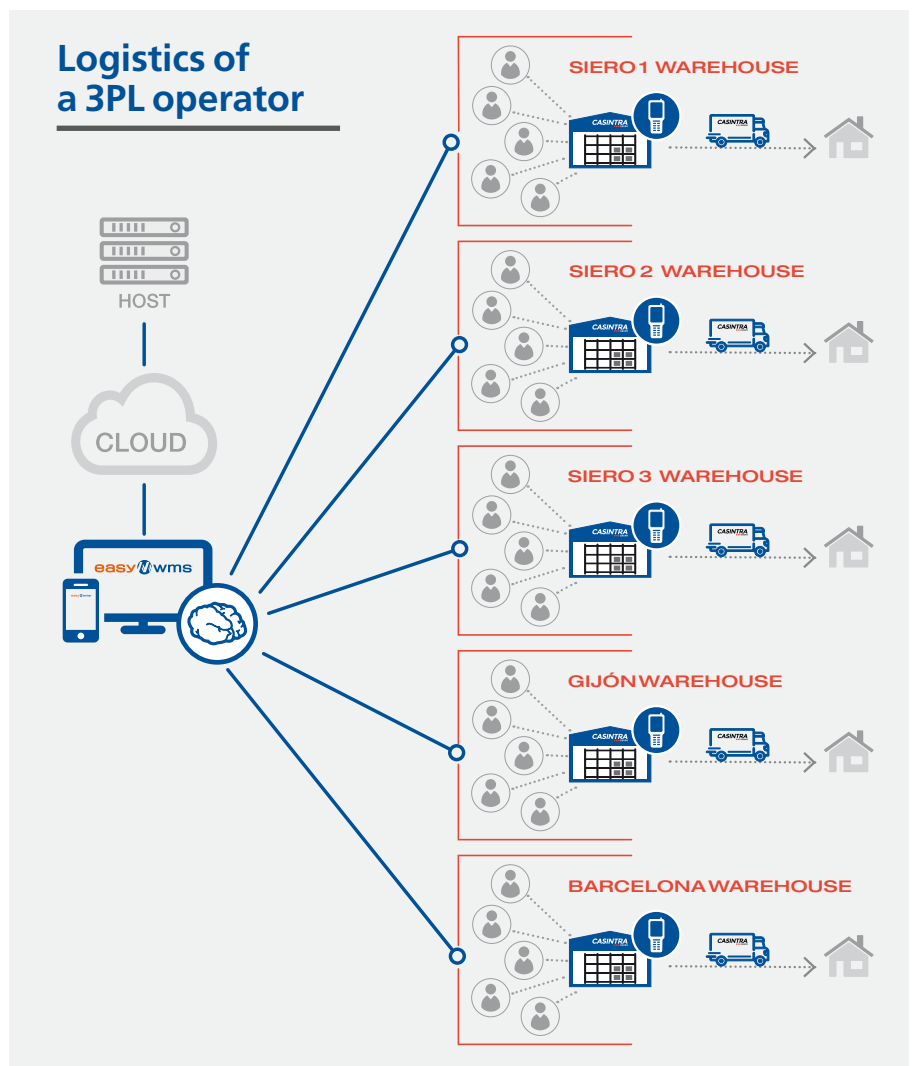 Logistics of
a 3PL operator
HOST
CLOUD
easy wms
easy wms
SIERO 1 WAREHOUSE
CASINTRA
CASINTRA
SIERO 2 WAREHOUSE
CASINTRA
CASINTRA
SIERO 3 WAREHOUSE
CASINTRA
CASINTRA
GIJÓN WAREHOUSE
CASINTRA
CASINTRA
BARCELONA WAREHOUSE
CASINTRA
CASINTRA